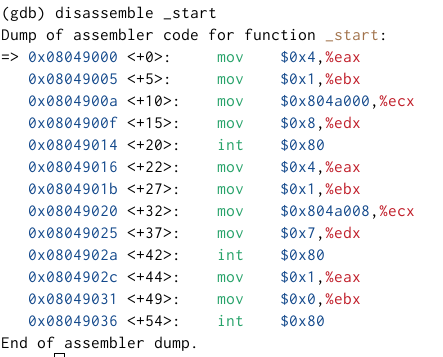 (gdb) disassemble _start
Dump of assembler code for function _start:
=> 0x08049000 <+0>:     mov    $0x4,%eax
   0x08049005 <+5>:     mov    $0x1,%ebx
   0x0804900a <+10>:    mov    $0x804a000,%ecx
   0x0804900f <+15>:    mov    $0x8,%edx
   0x08049014 <+20>:    int    $0x80
   0x08049016 <+22>:    mov    $0x4,%eax
   0x0804901b <+27>:    mov    $0x1,%ebx
   0x08049020 <+32>:    mov    $0x804a008,%ecx
   0x08049025 <+37>:    mov    $0x7,%edx
   0x0804902a <+42>:    int    $0x80
   0x0804902c <+44>:    mov    $0x1,%eax
   0x08049031 <+49>:    mov    $0x0,%ebx
   0x08049036 <+54>:    int    $0x80
End of assembler dump.